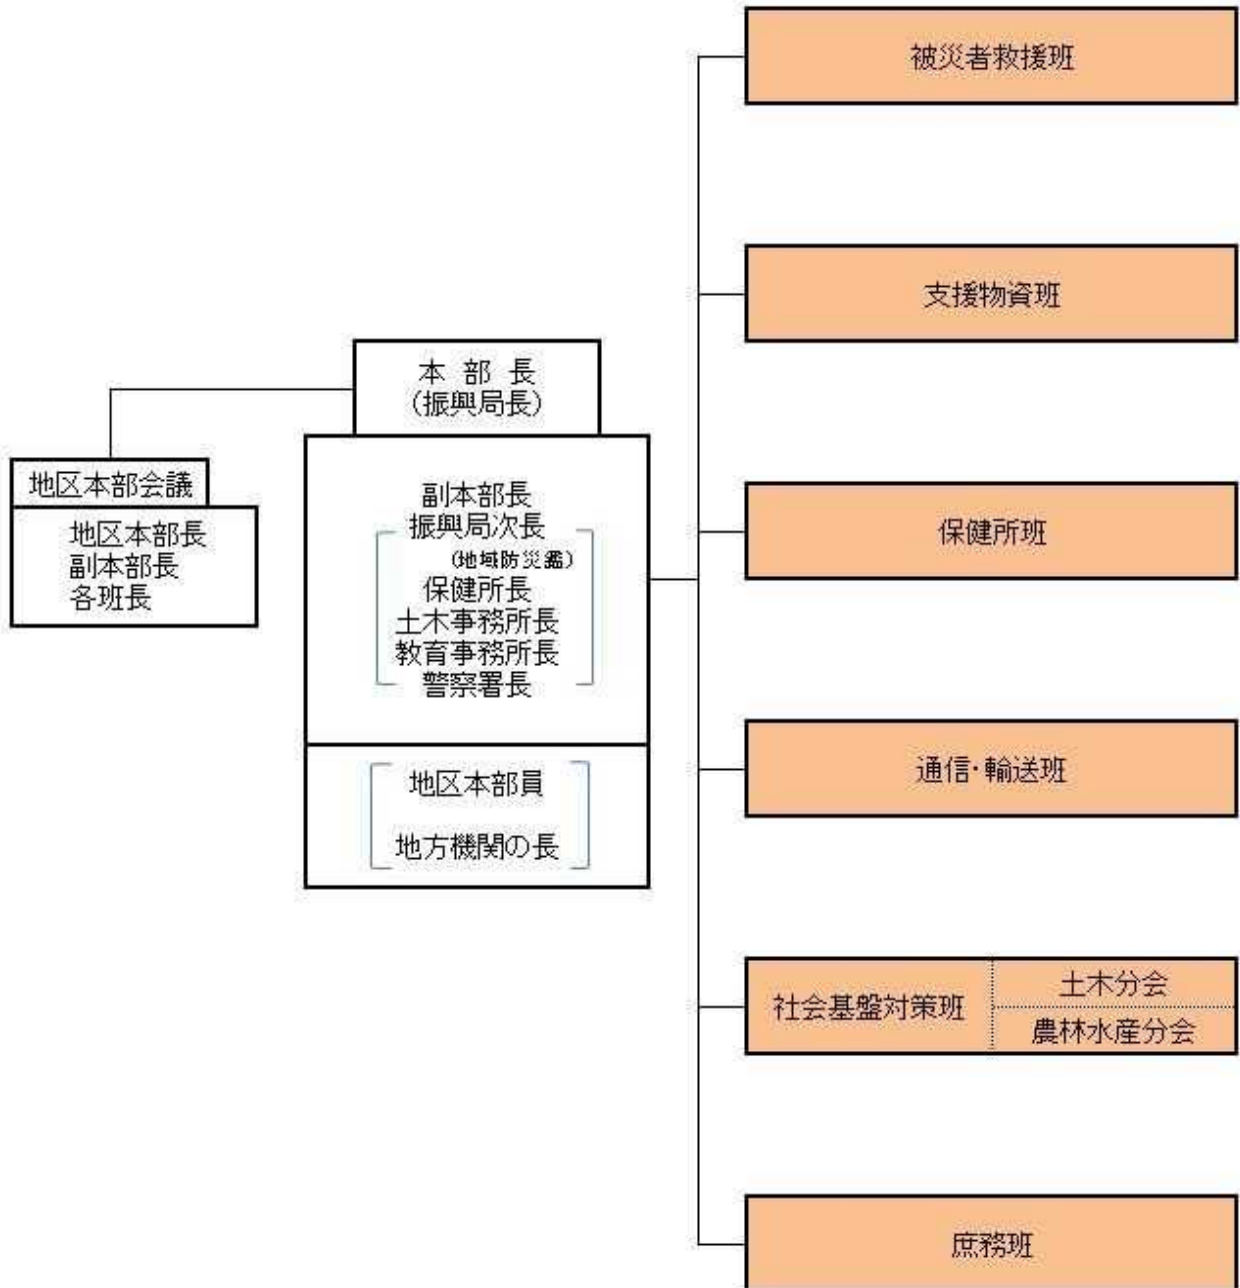 被災者救援班
支援物資班
本部長
(振興局長)
地区本部会議
地区本部長
副本部長
各班長
副本部長
振興局次長
(地域防災監)
保健所長
土木事務所長
教育事務所長
警察署長
地区本部員
地方機関の長
保健所班
通信・輸送班
社会基盤対策班
土木分会
農林水産分会
庶務班